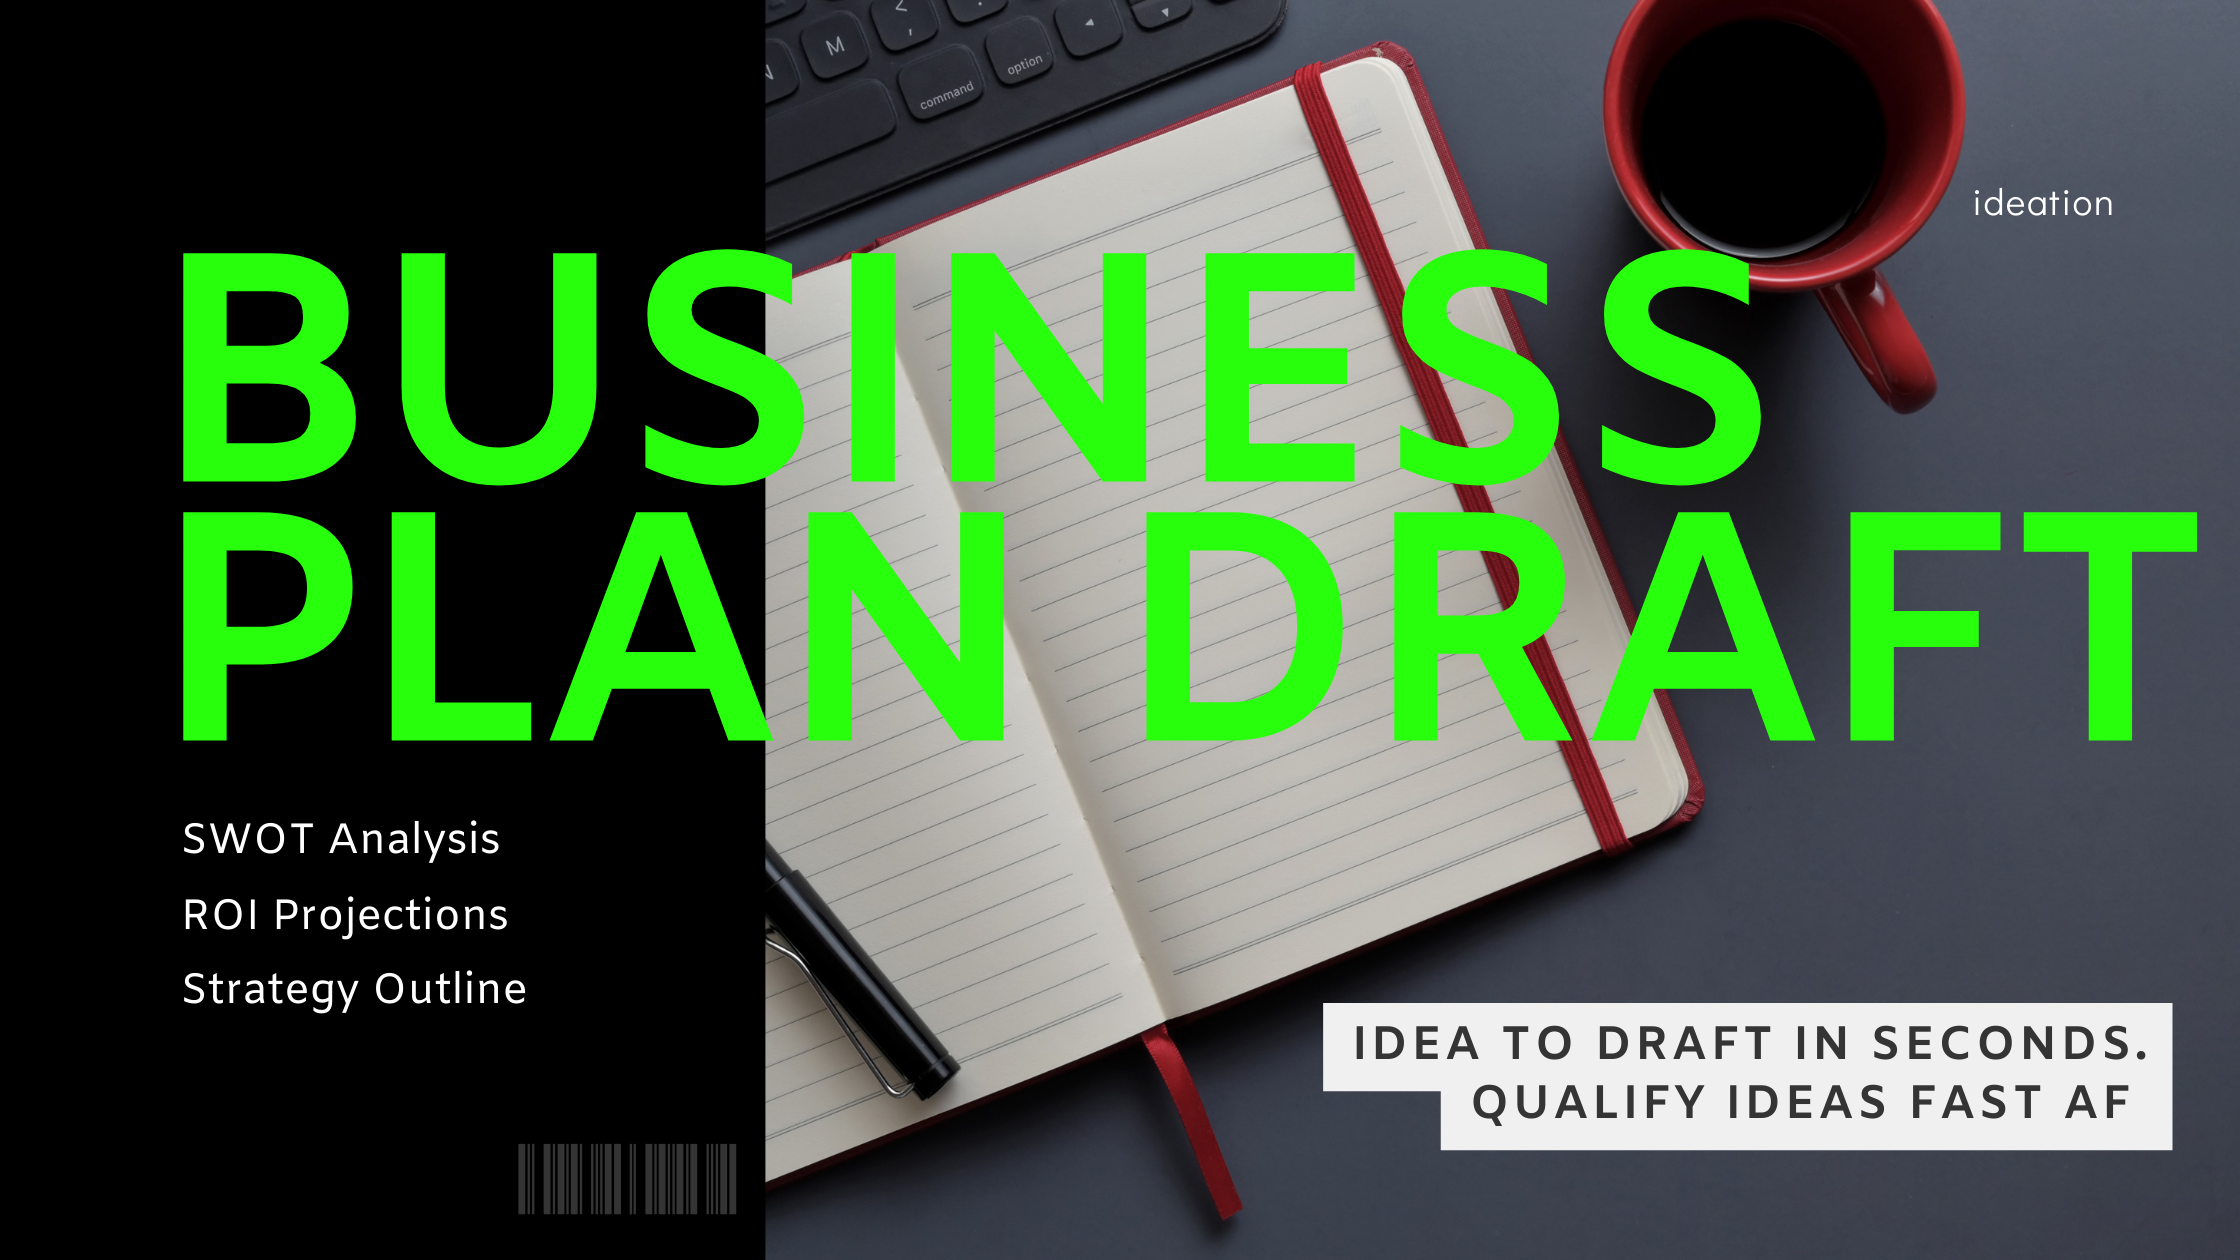 <
,
M
N
command
option
ideation
BUSINESS
PLAN DRAFT
SWOT Analysis
ROI Projections
Strategy Outline
IDEA TO DRAFT IN SECONDS.
QUALIFY IDEAS FAST AF